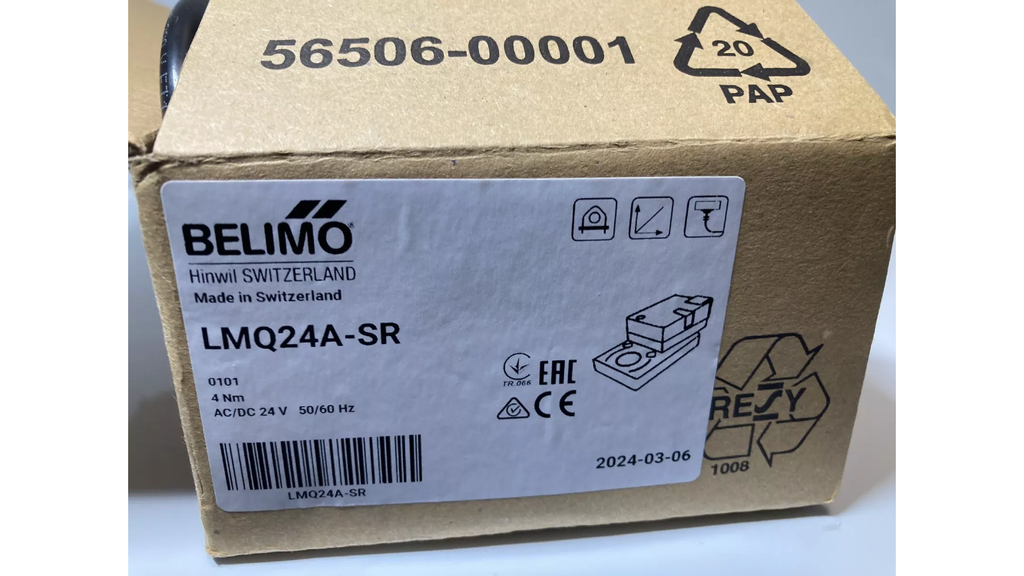 56506-00001
20
PAP
BELIMO®
Hinwil SWITZERLAND
Made in Switzerland
LMQ24A-SR
0101
4 Nm
AC/DC 24 V 50/60 Hz
TR.066
EAC
CE
LMQ24A-SR
2024-03-06
RESY
1008